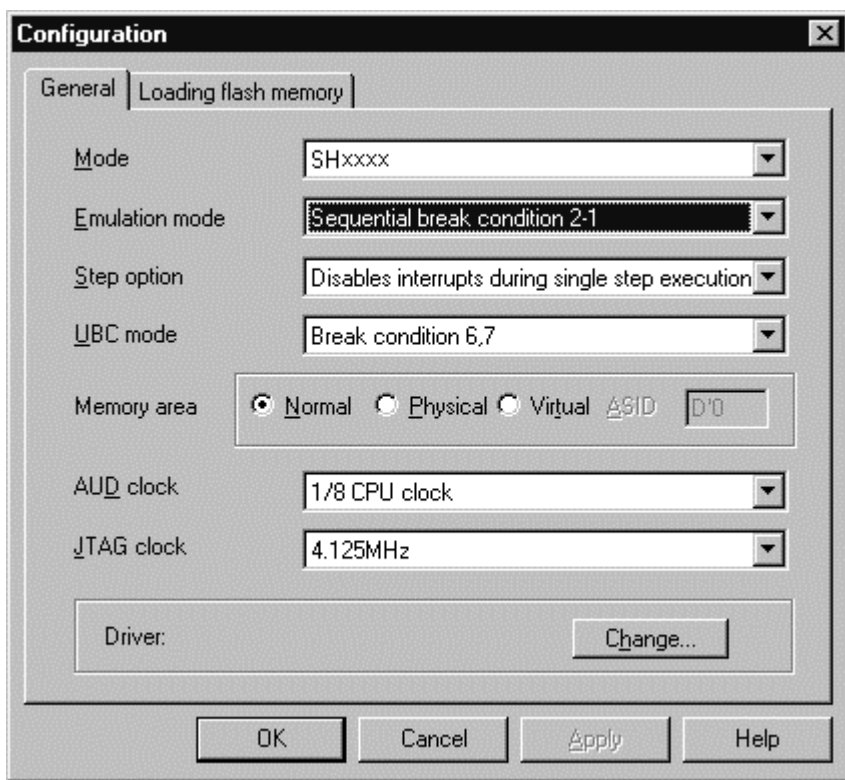 Configuration
General Loading flash memory
Mode SHxxxx
Emulation mode Sequential break condition 2-1
Step option Disables interrupts during single step execution
UBC mode Break condition 6,7
Memory area Normal Physical Virtual ASID D'0
AUD clock 1/8 CPU clock
JTAG clock 4.125MHz
Driver: Change...
OK Cancel Apply Help